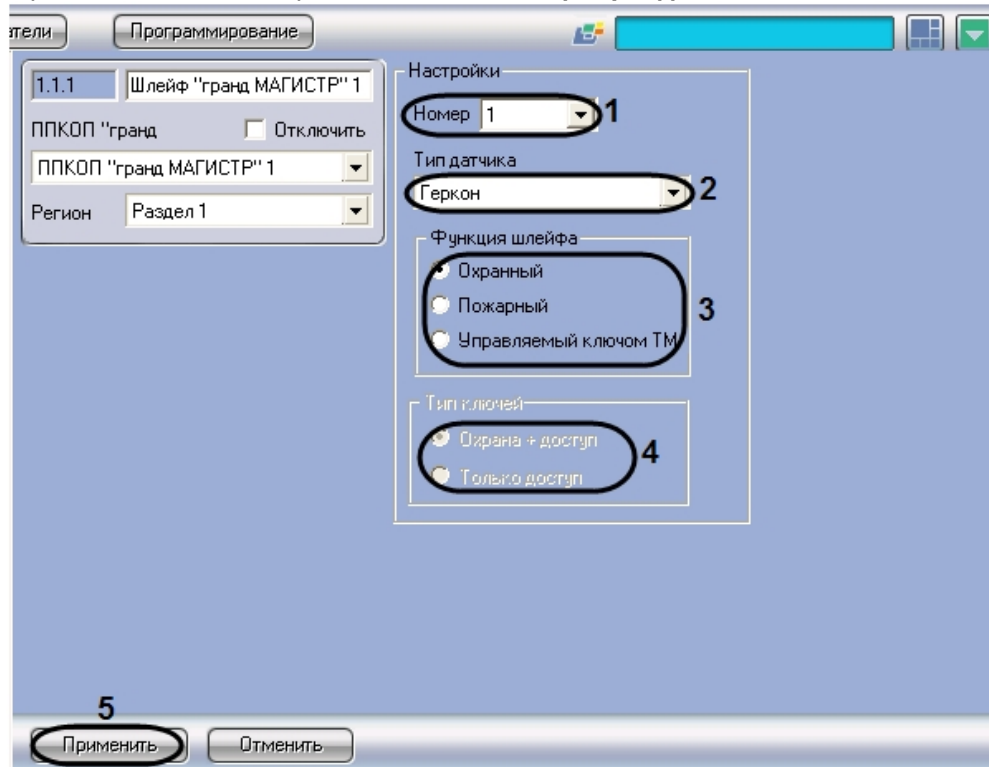 тели Программирование
1.1.1 Шлейф "гранд МАГИСТР" 1
ППКОП "гранд Отключить
ППКОП "гранд МАГИСТР" 1
Регион Раздел 1
Настройки
Номер 1 1
Тип датчика
Геркон 2
Функция шлейфа
Охранный
Пожарный
Управляемый ключом ТМ
3
Тип ключей
Охрана + доступ
Только доступ
4
5
Применить Отменить